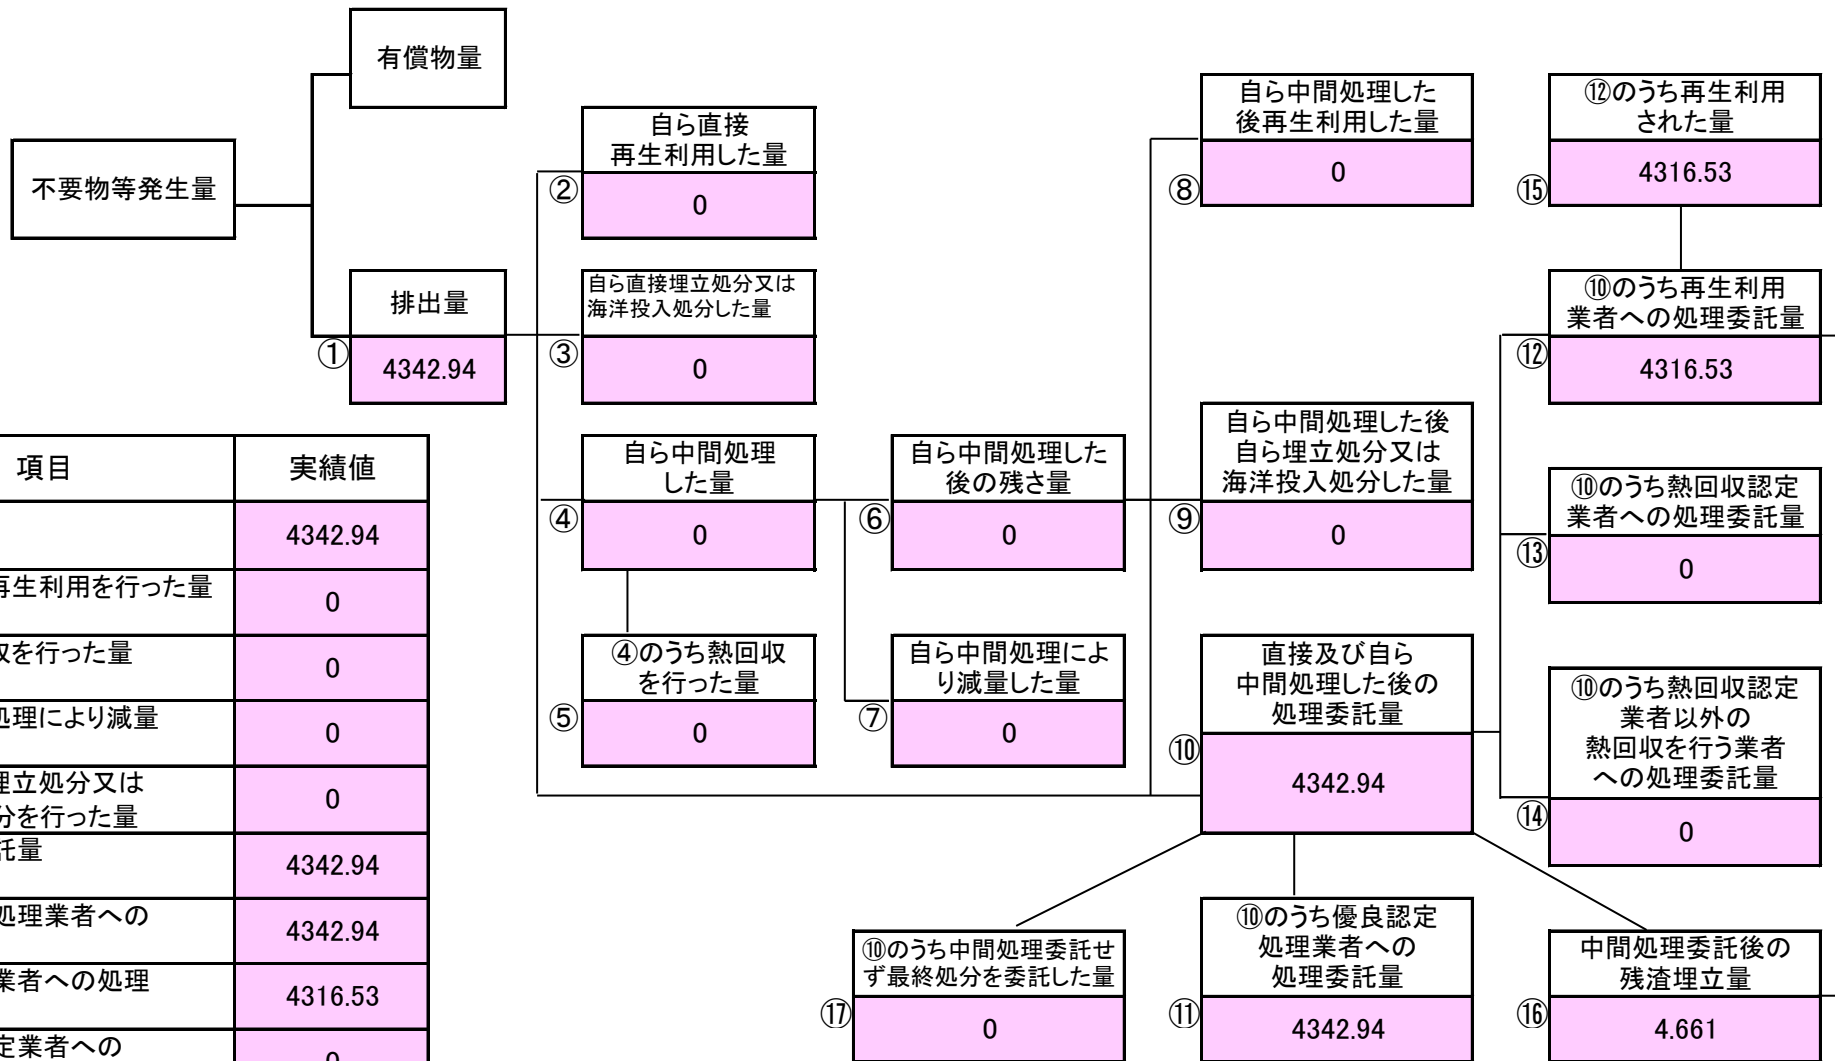 有償物量
不要物等発生量
排出量
①
4342.94
自ら直接
再生利用した量
②
0
自ら直接埋立処分又は
海洋投入処分した量
③
0
自ら中間処理
した量
④
0
④のうち熱回収
を行った量
⑤
0
自ら中間処理した
後の残さ量
⑥
0
自ら中間処理によ
り減量した量
⑦
0
自ら中間処理した
後再生利用した量
⑧
0
自ら中間処理した後
自ら埋立処分又は
海洋投入処分した量
⑨
0
直接及び自ら
中間処理した後の
処理委託量
⑩
4342.94
⑩のうち優良認定
処理業者への
処理委託量
⑪
4342.94
⑫のうち再生利用
された量
⑮
4316.53
⑩のうち再生利用
業者への処理委託量
⑫
4316.53
⑩のうち熱回収認定
業者への処理委託量
⑬
0
⑩のうち熱回収認定
業者以外の
熱回収を行う業者
への処理委託量
⑭
0
中間処理委託後の
残渣埋立量
⑯
4.661
⑩のうち中間処理委託せ
ず最終処分を委託した量
⑰
0
項目 実績値
4342.94
再生利用を行った量
0
を行った量
0
処理により減量
0
埋立処分又は
分を行った量
0
託量
4342.94
処理業者への
4342.94
業者への処理
4316.53
定業者への
0